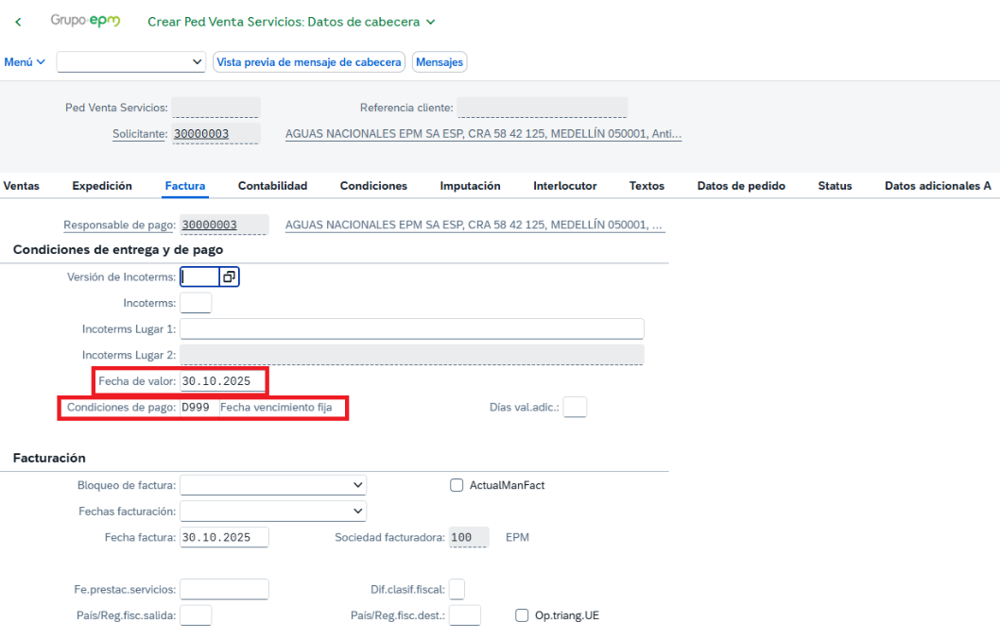 Grupo·epm Crear Ped Venta Servicios: Datos de cabecera
Menú Vista previa de mensaje de cabecera Mensajes
Ped Venta Servicios: Referencia cliente:
Solicitante: 30000003 AGUAS NACIONALES EPM SA ESP, CRA 58 42 125, MEDELLÍN 050001, Anti...
Ventas Expedición Factura Contabilidad Condiciones Imputación Interlocutor Textos Datos de pedido Status Datos adicionales A
Responsable de pago: 30000003 AGUAS NACIONALES EPM SA ESP, CRA 58 42 125, MEDELLÍN 050001, ...
Condiciones de entrega y de pago
Versión de Incoterms:
Incoterms:
Incoterms Lugar 1:
Incoterms Lugar 2:
Fecha de valor: 30.10.2025
Condiciones de pago: D999 Fecha vencimiento fija Días val.adic.:
Facturación
Bloqueo de factura: ActualManFact
Fechas facturación:
Fecha factura: 30.10.2025 Sociedad facturadora: 100 EPM
Fe.prestac.servicios: Dif.clasif.fiscal:
País/Reg.fisc.salida: País/Reg.fisc.dest.: Op.triang.UE